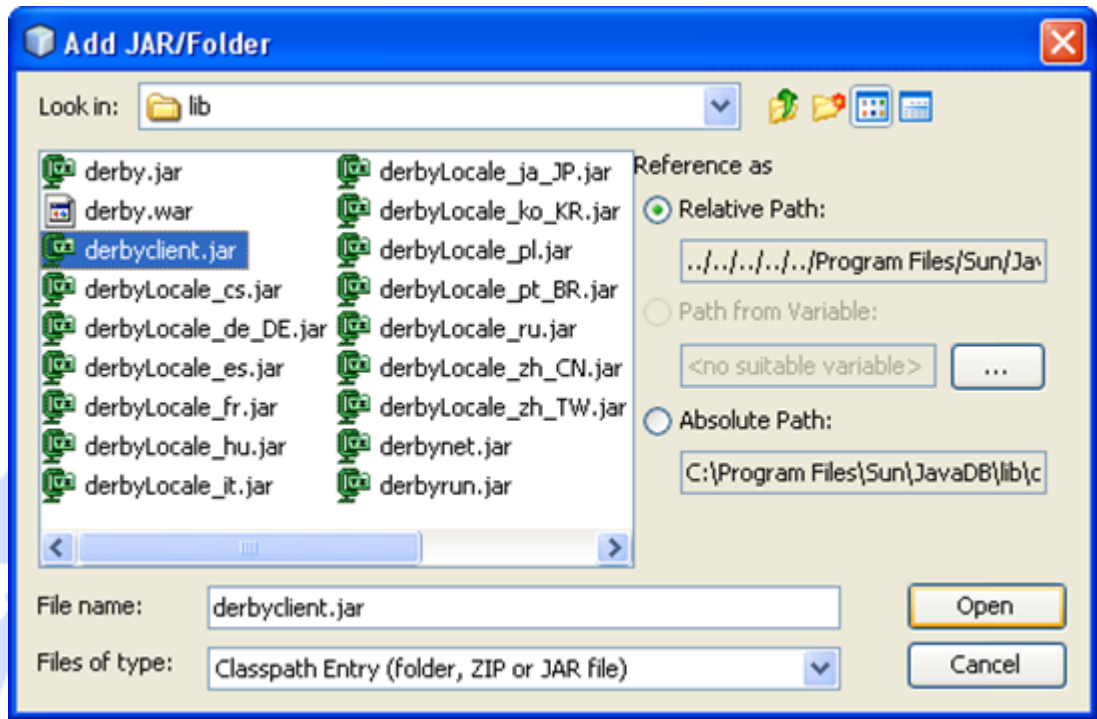 Add JAR/Folder
Look in:
lib
derby.jar
derby.war
derbyclient.jar
derbyLocale_cs.jar
derbyLocale_de_DE.jar
derbyLocale_es.jar
derbyLocale_fr.jar
derbyLocale_hu.jar
derbyLocale_it.jar
derbyLocale_ja_JP.jar
derbyLocale_ko_KR.jar
derbyLocale_pl.jar
derbyLocale_pt_BR.jar
derbyLocale_ru.jar
derbyLocale_zh_CN.jar
derbyLocale_zh_TW.jar
derbynet.jar
derbyrun.jar
Reference as
Relative Path:
../../../../../Program Files/Sun/Jav
Path from Variable:
<no suitable variable>
...
Absolute Path:
C:\Program Files\Sun\JavaDB\lib\c
File name:
derbyclient.jar
Open
Files of type:
Classpath Entry (folder, ZIP or JAR file)
Cancel